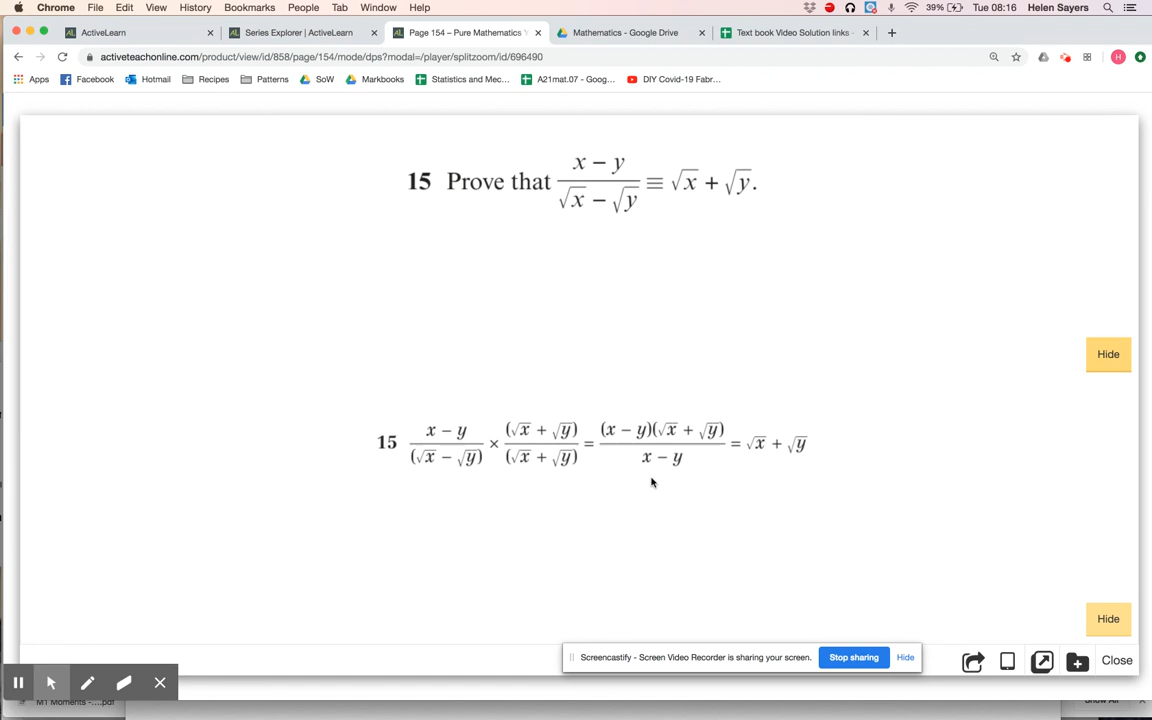 Chrome File Edit View History Bookmarks People Tab Window Help 39% Tue 08:16 Helen Sayers
ActiveLearn × Series Explorer | ActiveLearn × Page 154 – Pure Mathematics Y × Mathematics - Google Drive × Text book Video Solution links - × +
activeteachonline.com/product/view/id/858/page/154/mode/dps?modal=/player/splitzoom/id/696490 H
Apps Facebook Hotmail Recipes Patterns SoW Markbooks Statistics and Mec... A21mat.07 - Goog... DIY Covid-19 Fabr...
15 Prove that (x − y)/(√x − √y) ≡ √x + √y.
Hide
15 (x − y)/(√x − √y) × (√x + √y)/(√x + √y) = (x − y)(√x + √y)/(x − y) = √x + √y
Hide
Screencastify - Screen Video Recorder is sharing your screen. Stop sharing Hide
Close
M1 Moments -....pdf
Show All